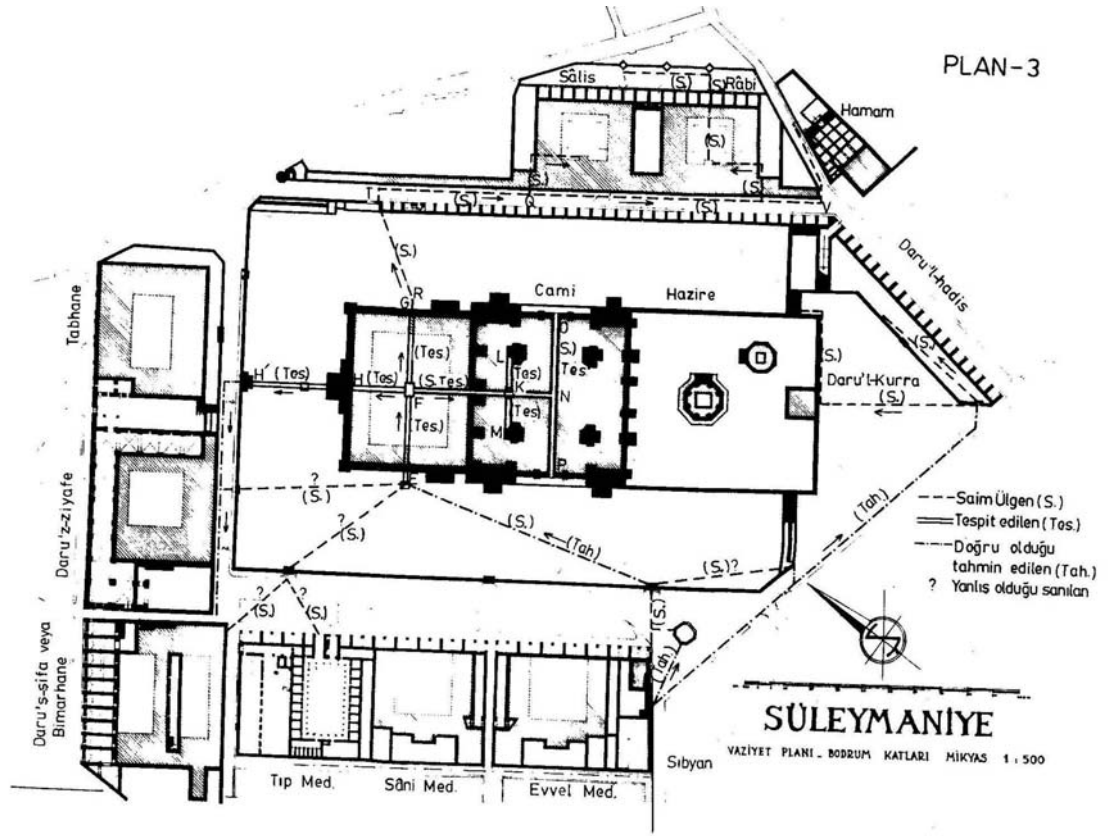 PLAN-3
Sâlis
(S.)
(S.)
Râbi
Hamam
(S.)
(S.)
(S.)
T
(S.)
Q
(S.)
V
(S.)
Daru'l-hadis
R
G
Cami
Hazire
O
(S.)
Tes
(Tes.)
L
(Tes)
(S.)
(S.)
Tabhane
H' (Tes)
H (Tes)
(S.Tes)
K
N
Daru'l-Kurra
(S.)
F
(Tes.)
(Tes)
M
P
E
?
(S.)
Daru'z-ziyafe
?
(S.)
(S.)
(Tah)
(Tah)
(S.)?
---- Saim Ülgen (S.)
Tespit edilen (Tes.)
Doğru olduğu
tahmin edilen (Tah.)
? Yanlış olduğu sanılan
?
(S.)
?
(S.)
(S.)
(Tah.)
Daru'ş-şifa veya
Bimarhane
SÜLEYMANİYE
VAZİYET PLANI _ BODRUM KATLARI MİKYAS 1 : 500
Tıp Med.
Sâni Med.
Evvel Med.
Sıbyan